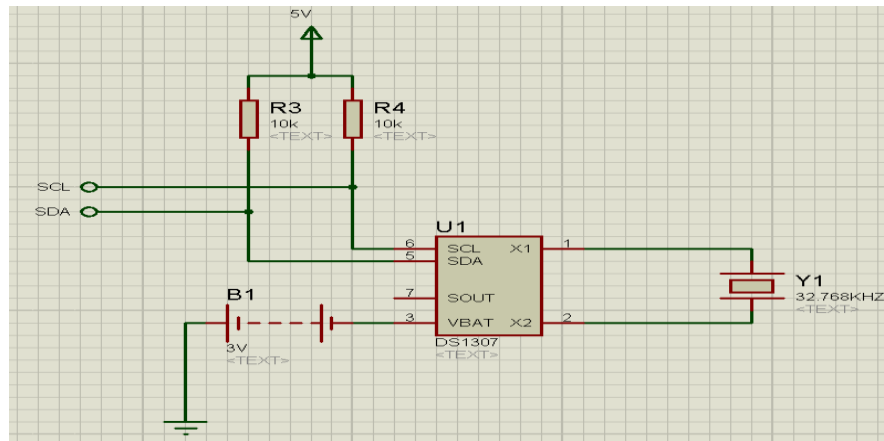 5V
R3
10k
<TEXT>
R4
10k
<TEXT>
SCL
SDA
U1
6
SCL
X1
1
5
SDA
7
SOUT
3
VBAT
X2
2
DS1307
<TEXT>
B1
3V
<TEXT>
Y1
32.768KHZ
<TEXT>